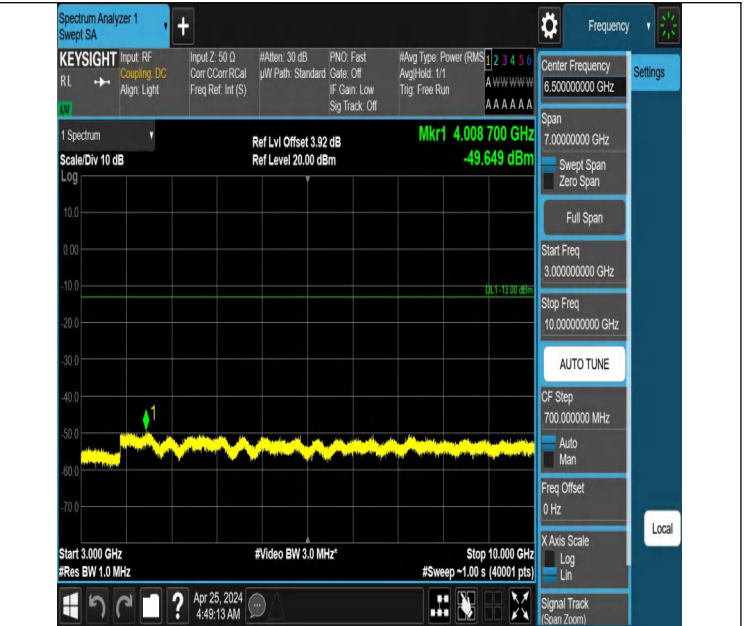 Spectrum Analyzer 1
Swept SA
Frequency
KEYSIGHT
RL
LNI
Input: RF
Coupling: DC
Align: Light
Input Z: 50 Ω
Corr CCorr RCal
Freq Ref: Int (S)
#Atten: 30 dB
µW Path: Standard
PNO: Fast
Gate: Off
IF Gain: Low
Sig Track: Off
#Avg Type: Power (RMS
Avg|Hold: 1/1
Trig: Free Run
1 2 3 4 5 6
A W W W W W
A A A A A A
1 Spectrum
Scale/Div 10 dB
Log
Ref Lvl Offset 3.92 dB
Ref Level 20.00 dBm
Mkr1 4.008 700 GHz
-49.649 dBm
10.0
0.00
-10.0
DL1 -13.00 dBm
-20.0
-30.0
-40.0
1
-50.0
-60.0
-70.0
Start 3.000 GHz
#Res BW 1.0 MHz
#Video BW 3.0 MHz*
Stop 10.000 GHz
#Sweep ~1.00 s (40001 pts)
Apr 25, 2024
4:49:13 AM
Center Frequency
6.500000000 GHz
Settings
Span
7.00000000 GHz
Swept Span
Zero Span
Full Span
Start Freq
3.000000000 GHz
Stop Freq
10.000000000 GHz
AUTO TUNE
CF Step
700.000000 MHz
Auto
Man
Freq Offset
0 Hz
X Axis Scale
Log
Lin
Local
Signal Track
(Span Zoom)